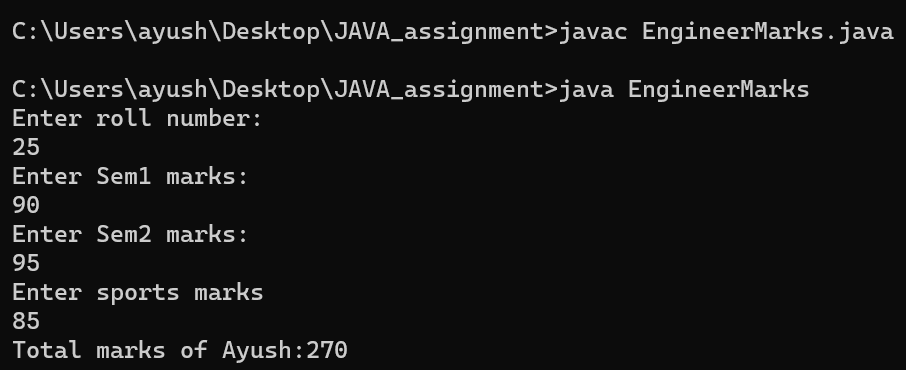 C:\Users\ayush\Desktop\JAVA_assignment>javac EngineerMarks.java
C:\Users\ayush\Desktop\JAVA_assignment>java EngineerMarks
Enter roll number:
25
Enter Sem1 marks:
90
Enter Sem2 marks:
95
Enter sports marks
85
Total marks of Ayush:270